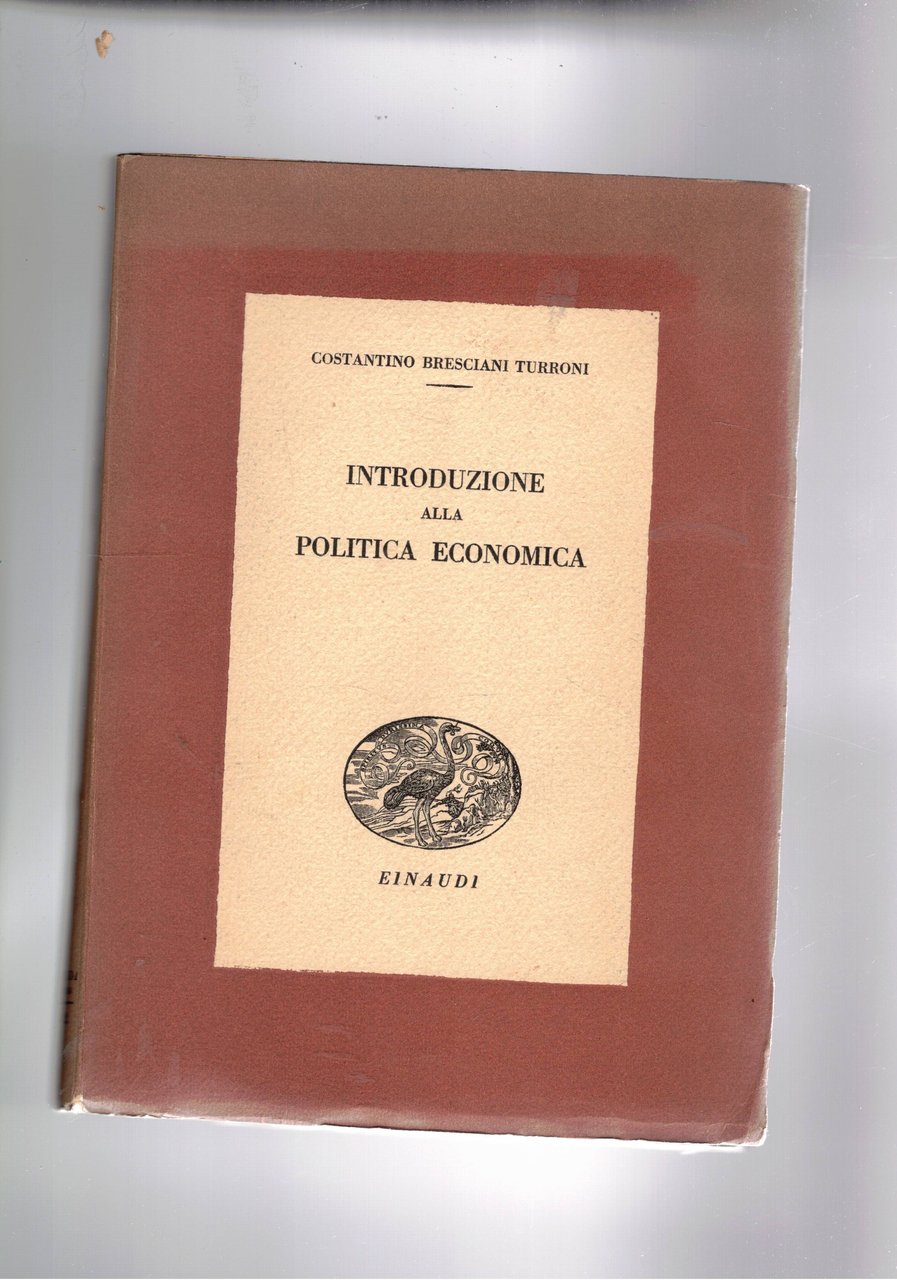 COSTANTINO BRESCIANI TURRONI
INTRODUZIONE
ALLA
POLITICA ECONOMICA
EINAUDI